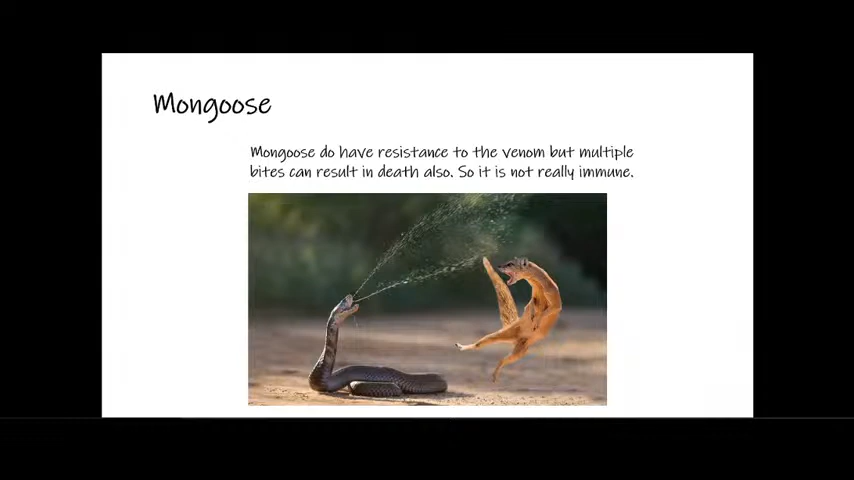 Mongoose
Mongoose do have resistance to the venom but multiple
bites can result in death also. So it is not really immune.